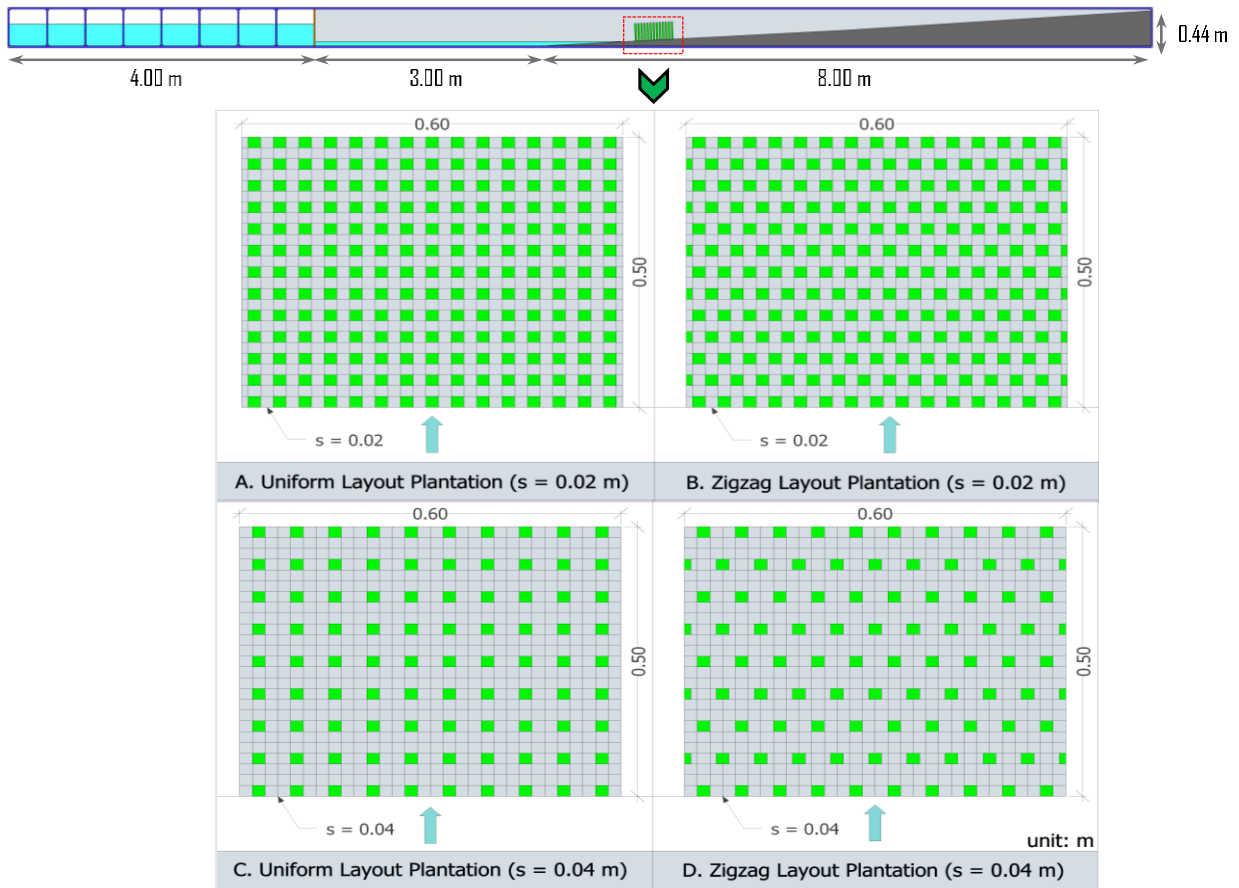 0.44 m
4.00 m
3.00 m
8.00 m
0.60
0.60
0.50
0.50
s = 0.02
s = 0.02
A. Uniform Layout Plantation (s = 0.02 m)
B. Zigzag Layout Plantation (s = 0.02 m)
0.60
0.60
0.50
0.50
s = 0.04
s = 0.04
unit: m
C. Uniform Layout Plantation (s = 0.04 m)
D. Zigzag Layout Plantation (s = 0.04 m)